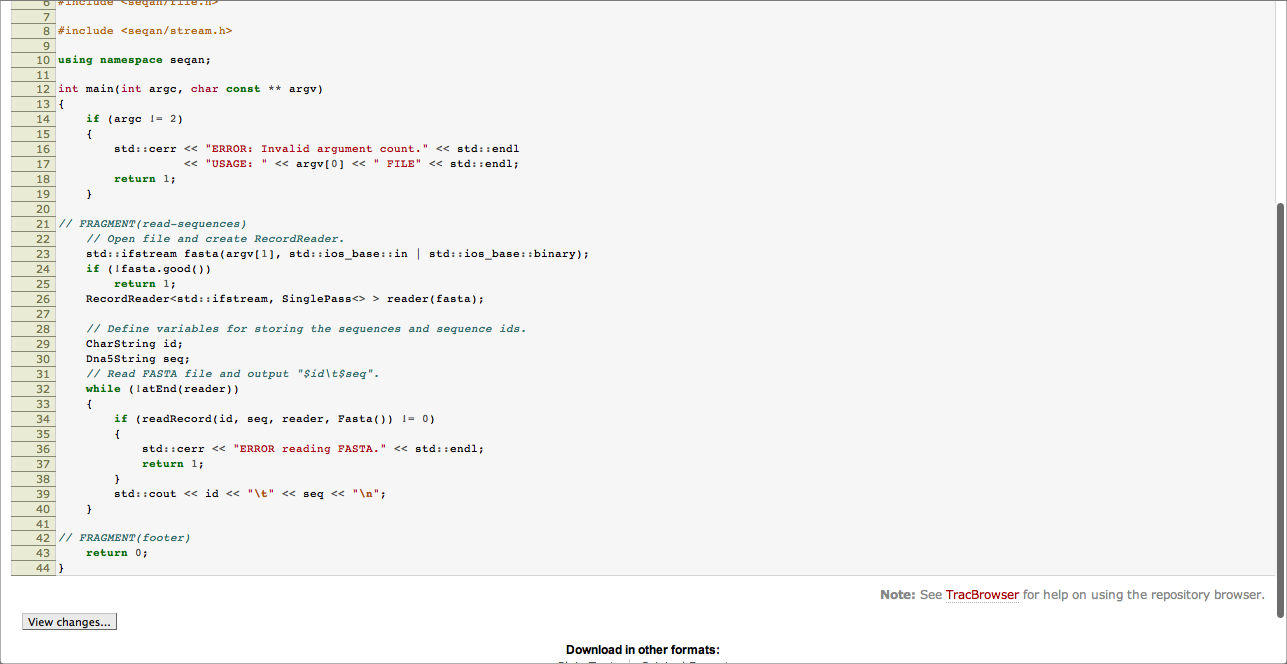 6 #include <seqan/file.h>
7
8 #include <seqan/stream.h>
9
10 using namespace seqan;
11
12 int main(int argc, char const ** argv)
13 {
14     if (argc != 2)
15     {
16         std::cerr << "ERROR: Invalid argument count." << std::endl
17                   << "USAGE: " << argv[0] << " FILE" << std::endl;
18         return 1;
19     }
20
21 // FRAGMENT(read-sequences)
22     // Open file and create RecordReader.
23     std::ifstream fasta(argv[1], std::ios_base::in | std::ios_base::binary);
24     if (!fasta.good())
25         return 1;
26     RecordReader<std::ifstream, SinglePass<> > reader(fasta);
27
28     // Define variables for storing the sequences and sequence ids.
29     CharString id;
30     Dna5String seq;
31     // Read FASTA file and output "$id\t$seq".
32     while (!atEnd(reader))
33     {
34         if (readRecord(id, seq, reader, Fasta()) != 0)
35         {
36             std::cerr << "ERROR reading FASTA." << std::endl;
37             return 1;
38         }
39         std::cout << id << "\t" << seq << "\n";
40     }
41
42 // FRAGMENT(footer)
43     return 0;
44 }
Note: See TracBrowser for help on using the repository browser.
View changes...
Download in other formats: